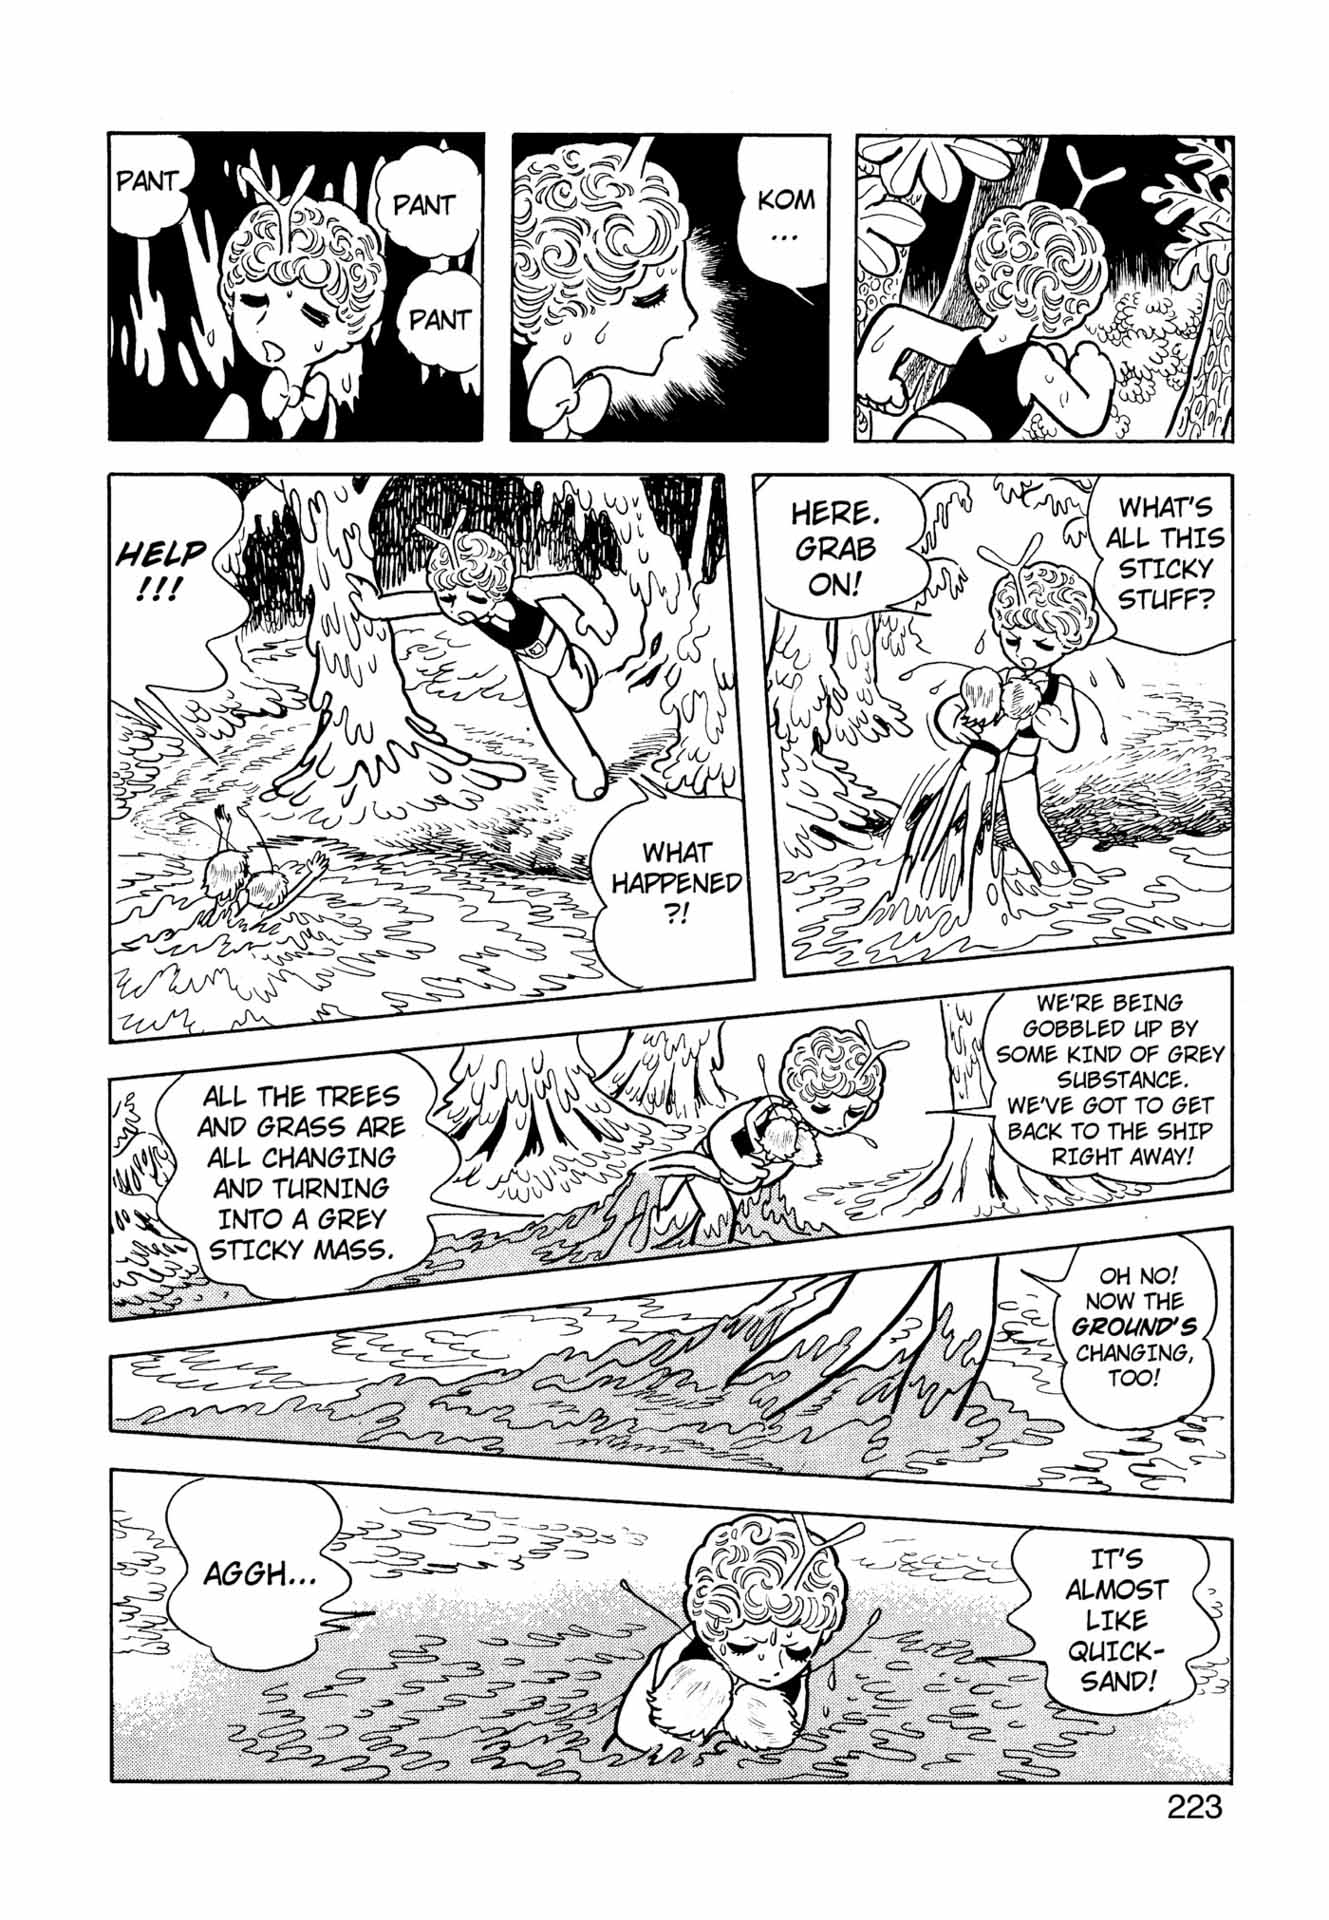 PANT
PANT
PANT
KOM
...
HELP
!!!
WHAT
HAPPENED
?!
HERE.
GRAB
ON!
WHAT'S
ALL THIS
STICKY
STUFF?
ALL THE TREES
AND GRASS ARE
ALL CHANGING
AND TURNING
INTO A GREY
STICKY MASS.
WE'RE BEING
GOBBLED UP BY
SOME KIND OF GREY
SUBSTANCE.
WE'VE GOT TO GET
BACK TO THE SHIP
RIGHT AWAY!
OH NO!
NOW THE
GROUND'S
CHANGING,
TOO!
AGGH...
IT'S
ALMOST
LIKE
QUICK-
SAND!
223